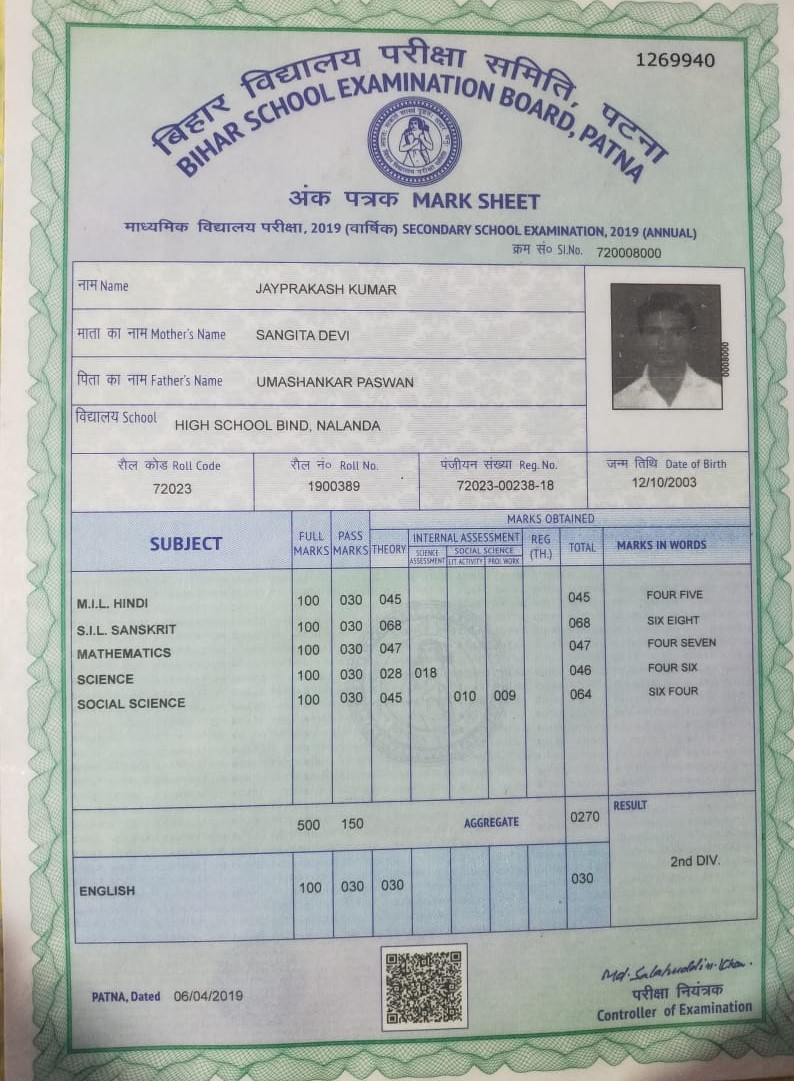 1269940
बिहार विद्यालय परीक्षा समिति, पटना
BIHAR SCHOOL EXAMINATION BOARD, PATNA
अंक पत्रक MARK SHEET
माध्यमिक विद्यालय परीक्षा, 2019 (वार्षिक) SECONDARY SCHOOL EXAMINATION, 2019 (ANNUAL)
क्रम सं० Sl.No. 720008000
नाम Name JAYPRAKASH KUMAR
माता का नाम Mother's Name SANGITA DEVI
पिता का नाम Father's Name UMASHANKAR PASWAN
विद्यालय School HIGH SCHOOL BIND, NALANDA
रौल कोड Roll Code रौल नं० Roll No. पंजीयन संख्या Reg. No. जन्म तिथि Date of Birth
72023 1900389 72023-00238-18 12/10/2003
MARKS OBTAINED
SUBJECT FULL MARKS PASS MARKS THEORY INTERNAL ASSESSMENT REG (TH.) TOTAL MARKS IN WORDS
SCIENCE ASSESSMENT SOCIAL SCIENCE
LIT.ACTIVITY PROJ.WORK
M.I.L. HINDI 100 030 045 045 FOUR FIVE
S.I.L. SANSKRIT 100 030 068 068 SIX EIGHT
MATHEMATICS 100 030 047 047 FOUR SEVEN
SCIENCE 100 030 028 018 046 FOUR SIX
SOCIAL SCIENCE 100 030 045 010 009 064 SIX FOUR
500 150 AGGREGATE 0270 RESULT
2nd DIV.
ENGLISH 100 030 030 030
PATNA, Dated 06/04/2019
Md. Salahuddin Khan.
परीक्षा नियंत्रक
Controller of Examination